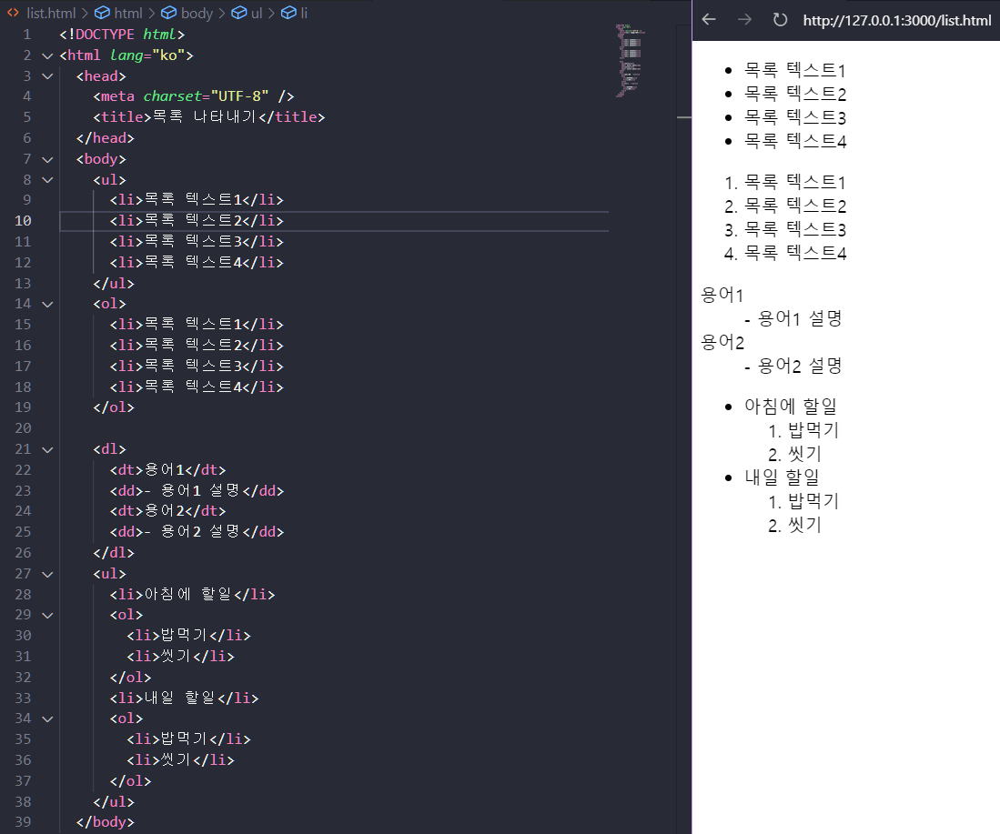 list.html > html > body > ul > li
1 <!DOCTYPE html>
2 <html lang="ko">
3 <head>
4 <meta charset="UTF-8" />
5 <title>목록 나타내기</title>
6 </head>
7 <body>
8 <ul>
9 <li>목록 텍스트1</li>
10 <li>목록 텍스트2</li>
11 <li>목록 텍스트3</li>
12 <li>목록 텍스트4</li>
13 </ul>
14 <ol>
15 <li>목록 텍스트1</li>
16 <li>목록 텍스트2</li>
17 <li>목록 텍스트3</li>
18 <li>목록 텍스트4</li>
19 </ol>
20
21 <dl>
22 <dt>용어1</dt>
23 <dd>- 용어1 설명</dd>
24 <dt>용어2</dt>
25 <dd>- 용어2 설명</dd>
26 </dl>
27 <ul>
28 <li>아침에 할일</li>
29 <ol>
30 <li>밥먹기</li>
31 <li>씻기</li>
32 </ol>
33 <li>내일 할일</li>
34 <ol>
35 <li>밥먹기</li>
36 <li>씻기</li>
37 </ol>
38 </ul>
39 </body>
http://127.0.0.1:3000/list.html
• 목록 텍스트1
• 목록 텍스트2
• 목록 텍스트3
• 목록 텍스트4
1. 목록 텍스트1
2. 목록 텍스트2
3. 목록 텍스트3
4. 목록 텍스트4
용어1
- 용어1 설명
용어2
- 용어2 설명
• 아침에 할일
1. 밥먹기
2. 씻기
• 내일 할일
1. 밥먹기
2. 씻기